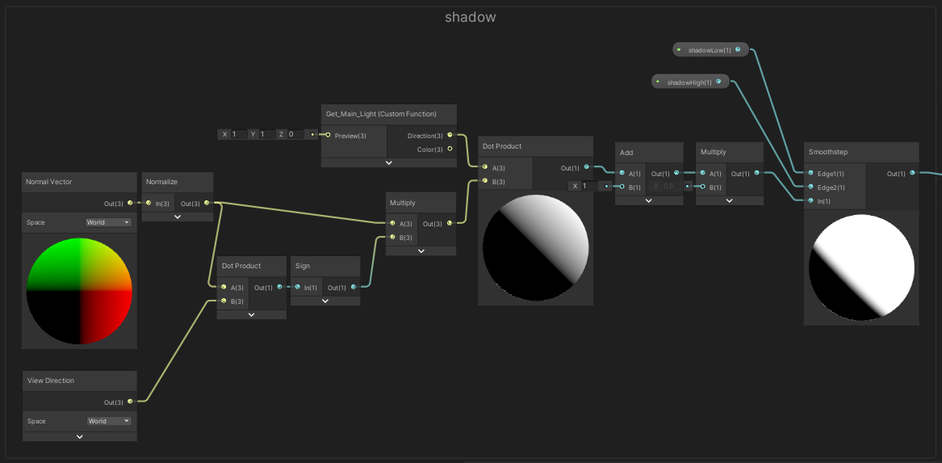 shadow
shadowLow(1)
shadowHigh(1)
Get_Main_Light (Custom Function)
X 1 Y 1 Z 0
Preview(3)
Direction(3)
Color(3)
Dot Product
A(3)
B(3)
Out(1)
Add
A(1)
B(1)
Out(1)
X 1
Multiply
A(1)
B(1)
Out(1)
X 0.5
Smoothstep
Edge1(1)
Edge2(1)
In(1)
Out(1)
Normal Vector
Out(3)
Space
World
Normalize
In(3)
Out(3)
Multiply
A(3)
B(3)
Out(3)
Dot Product
A(3)
B(3)
Out(1)
Sign
In(1)
Out(1)
View Direction
Out(3)
Space
World